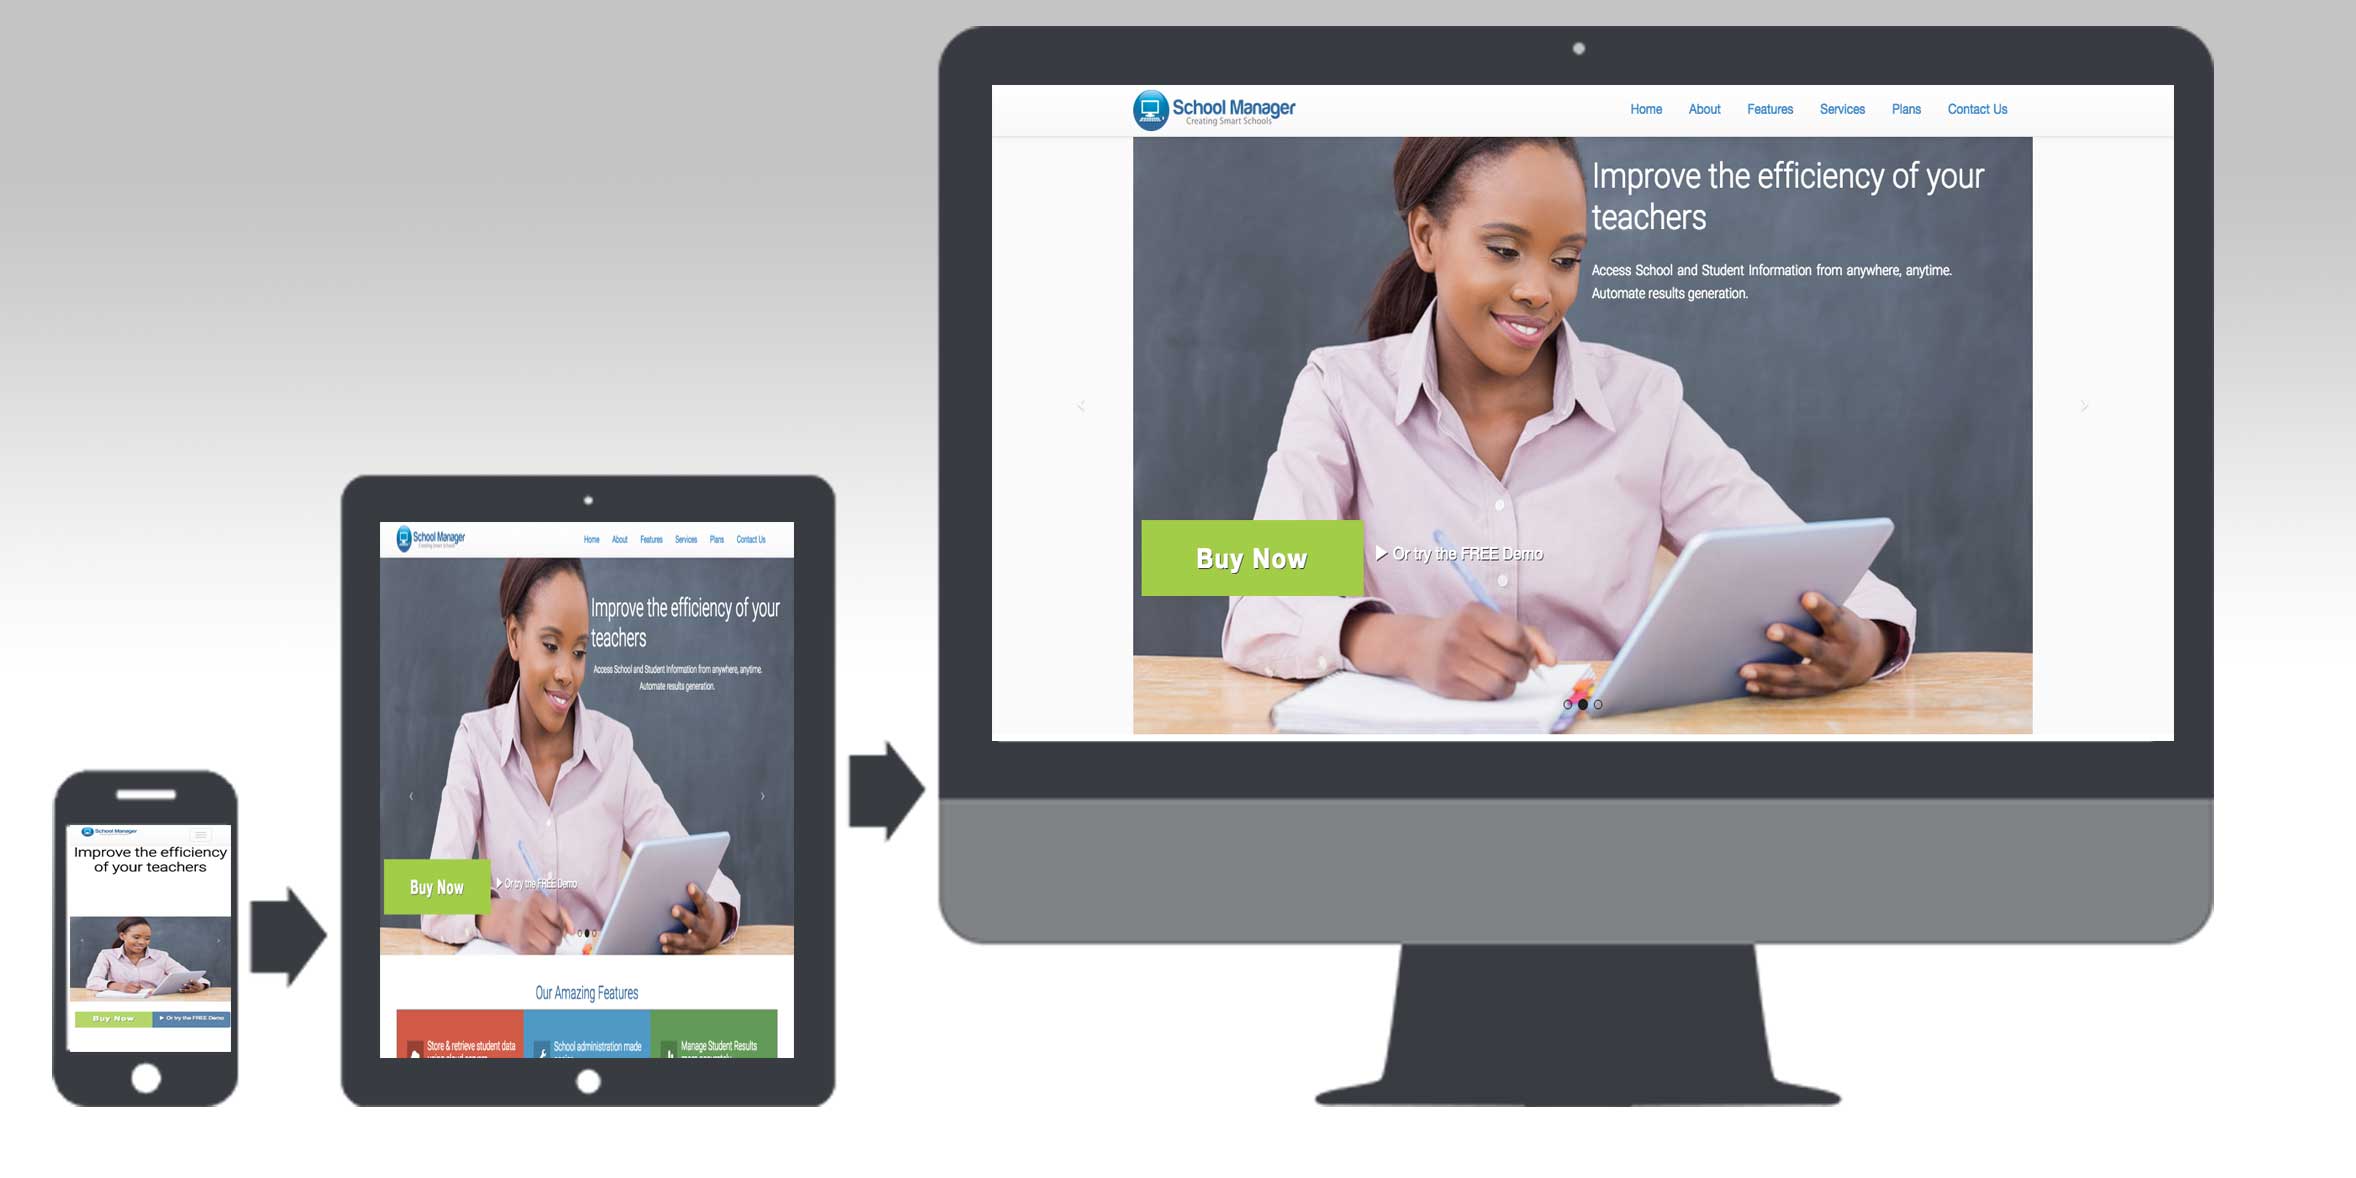 School Manager
Improve the efficiency
of your teachers
Buy Now
Or try the FREE Demo
School Manager
Creating Smart Schools
Home About Features Services Plans Contact Us
Improve the efficiency of your
teachers
Access School and Student Information from anywhere, anytime.
Automate results generation.
Buy Now
Or try the FREE Demo
Our Amazing Features
Store & retrieve student data
School administration made
Manage Student Results
School Manager
Creating Smart Schools
Home About Features Services Plans Contact Us
Improve the efficiency of your
teachers
Access School and Student Information from anywhere, anytime.
Automate results generation.
Buy Now
Or try the FREE Demo